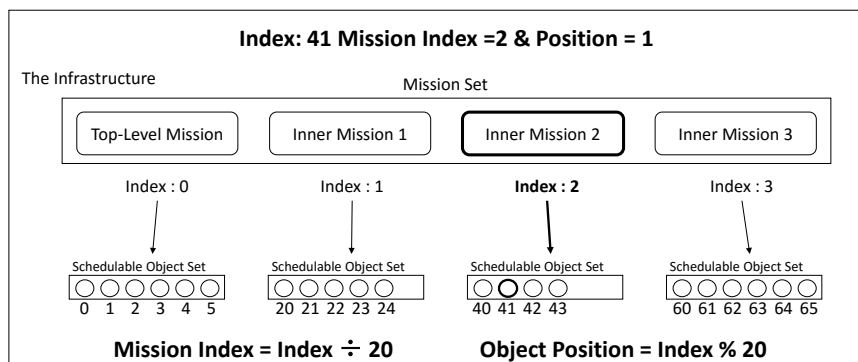 Index: 41 Mission Index =2 & Position = 1
The Infrastructure
Mission Set
Top-Level Mission Inner Mission 1 Inner Mission 2 Inner Mission 3
Index : 0 Index : 1 Index : 2 Index : 3
Schedulable Object Set Schedulable Object Set Schedulable Object Set Schedulable Object Set
0 1 2 3 4 5 20 21 22 23 24 40 41 42 43 60 61 62 63 64 65
Mission Index = Index ÷ 20 Object Position = Index % 20